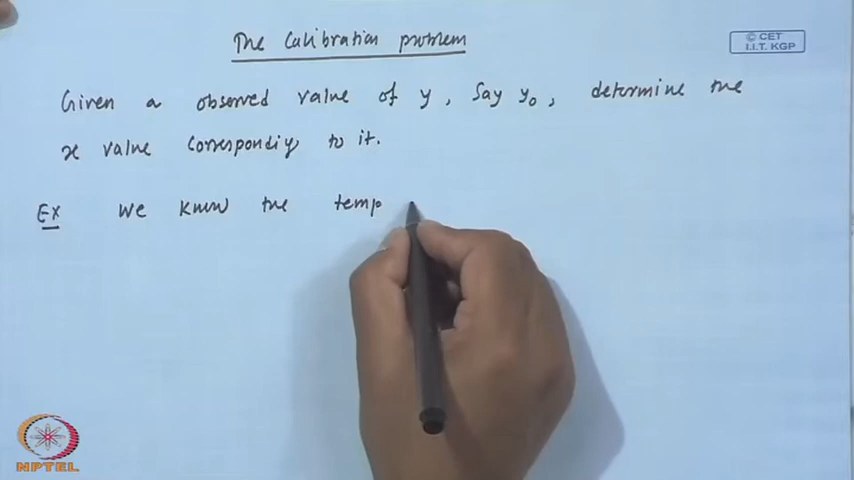 The Calibration problem
© CET
I.I.T. KGP
Given a observed value of y, Say y₀, determine the
x value corresponding to it.
Ex We know the temp
NPTEL